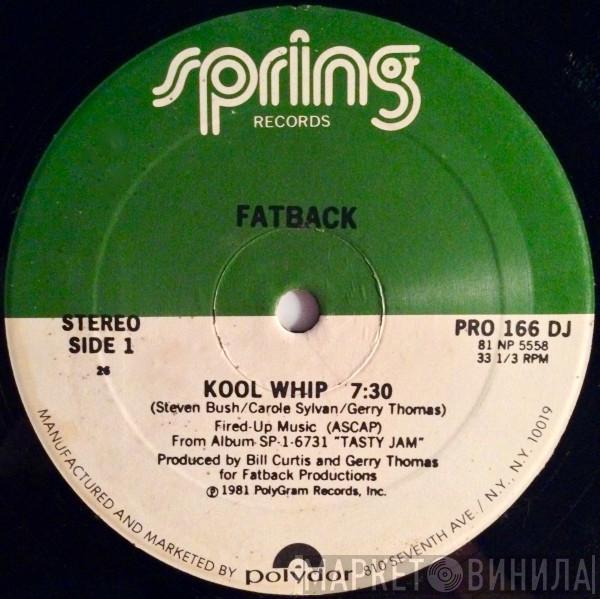 spring
RECORDS
FATBACK
STEREO
SIDE 1
26
PRO 166 DJ
81 NP 5558
33 1/3 RPM
KOOL WHIP 7:30
(Steven Bush/Carole Sylvan/Gerry Thomas)
Fired-Up Music (ASCAP)
From Album SP-1-6731 "TASTY JAM"
Produced by Bill Curtis and Gerry Thomas
for Fatback Productions
℗ 1981 PolyGram Records, Inc.
MANUFACTURED AND MARKETED BY polydor 810 SEVENTH AVE. / N.Y., N.Y. 10019
МАРКЕТ ВИНИЛА